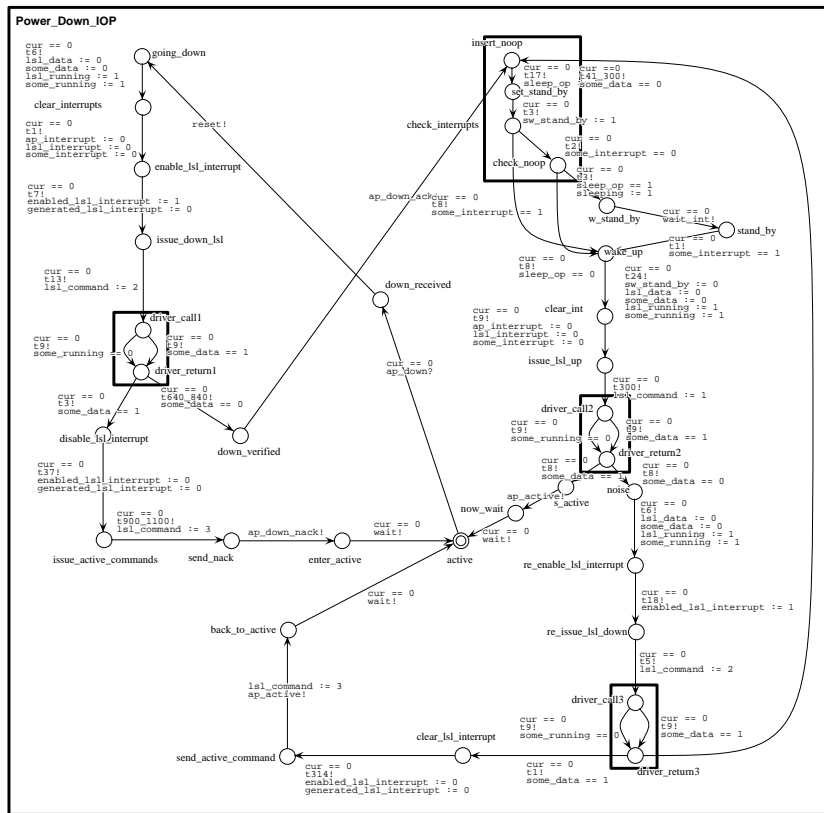 Power_Down_IOP
going_down
cur == 0
t6!
lsl_data := 0
some_data := 0
lsl_running := 1
some_running := 1
clear_interrupts
cur == 0
t1!
ap_interrupt := 0
lsl_interrupt := 0
some_interrupt := 0
enable_lsl_interrupt
cur == 0
t7!
enabled_lsl_interrupt := 1
generated_lsl_interrupt := 0
issue_down_lsl
cur == 0
t13!
lsl_command := 2
driver_call1
cur == 0
t9!
some_running == 0
cur == 0
t9!
some_data == 1
driver_return1
cur == 0
t3!
some_data == 1
cur == 0
t640_840!
some_data == 0
disable_lsl_interrupt
down_verified
cur == 0
t37!
enabled_lsl_interrupt := 0
generated_lsl_interrupt := 0
cur == 0
t900_1100!
lsl_command := 3
issue_active_commands
send_nack
ap_down_nack!
enter_active
cur == 0
wait!
active
reset!
down_received
cur == 0
ap_down?
ap_down_ack!
insert_noop
cur == 0
t17!
sleep_op
cur ==0
t41_300!
some_data == 0
set_stand_by
cur == 0
t3!
sw_stand_by := 1
check_interrupts
cur == 0
t2!
some_interrupt == 0
check_noop
cur == 0
t3!
sleep_op == 1
sleeping := 1
cur == 0
t8!
some_interrupt == 1
w_stand_by
cur == 0
wait_int!
stand_by
cur == 0
t1!
some_interrupt == 1
wake_up
cur == 0
t8!
sleep_op == 0
cur == 0
t24!
sw_stand_by := 0
lsl_data := 0
some_data := 0
lsl_running := 1
some_running := 1
clear_int
cur == 0
t9!
ap_interrupt := 0
lsl_interrupt := 0
some_interrupt := 0
issue_lsl_up
cur == 0
t300!
lsl_command := 1
driver_call2
cur == 0
t9!
some_running == 0
cur == 0
t9!
some_data == 1
driver_return2
cur == 0
t8!
some_data == 1
cur == 0
t8!
some_data == 0
s_active
noise
ap_active!
now_wait
cur == 0
wait!
cur == 0
t6!
lsl_data := 0
some_data := 0
lsl_running := 1
some_running := 1
re_enable_lsl_interrupt
cur == 0
t18!
enabled_lsl_interrupt := 1
re_issue_lsl_down
cur == 0
t5!
lsl_command := 2
driver_call3
cur == 0
t9!
some_running == 0
cur == 0
t9!
some_data == 1
driver_return3
cur == 0
t1!
some_data == 1
clear_lsl_interrupt
cur == 0
t314!
enabled_lsl_interrupt := 0
generated_lsl_interrupt := 0
send_active_command
lsl_command := 3
ap_active!
back_to_active
cur == 0
wait!